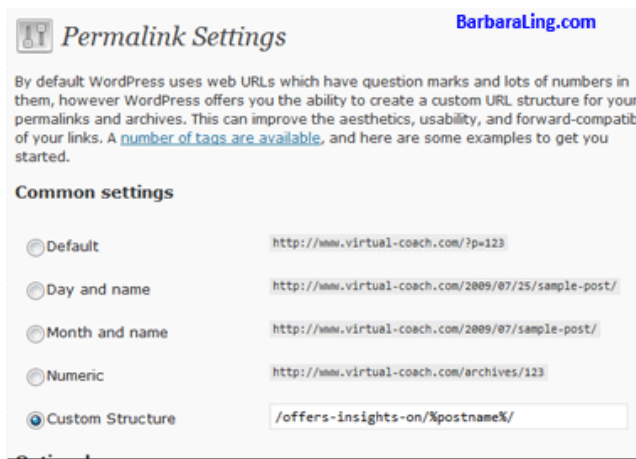 BarbaraLing.com
Permalink Settings
By default WordPress uses web URLs which have question marks and lots of numbers in
them, however WordPress offers you the ability to create a custom URL structure for your
permalinks and archives. This can improve the aesthetics, usability, and forward-compatib
of your links. A number of tags are available, and here are some examples to get you
started.
Common settings
Default http://www.virtual-coach.com/?p=123
Day and name http://www.virtual-coach.com/2009/07/25/sample-post/
Month and name http://www.virtual-coach.com/2009/07/sample-post/
Numeric http://www.virtual-coach.com/archives/123
Custom Structure /offers-insights-on/%postname%/